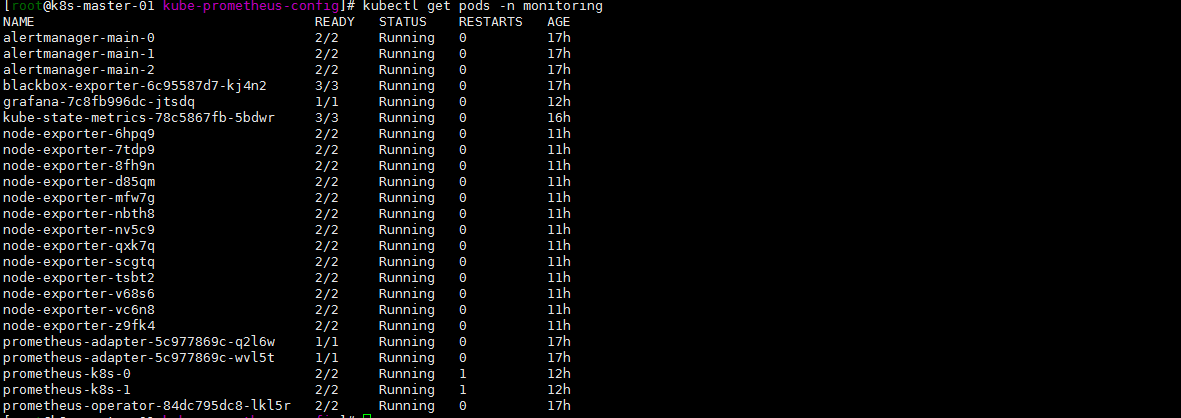 [root@k8s-master-01 kube-prometheus-config]# kubectl get pods -n monitoring
NAME READY STATUS RESTARTS AGE
alertmanager-main-0 2/2 Running 0 17h
alertmanager-main-1 2/2 Running 0 17h
alertmanager-main-2 2/2 Running 0 17h
blackbox-exporter-6c95587d7-kj4n2 3/3 Running 0 17h
grafana-7c8fb996dc-jtsdq 1/1 Running 0 12h
kube-state-metrics-78c5867fb-5bdwr 3/3 Running 0 16h
node-exporter-6hpq9 2/2 Running 0 11h
node-exporter-7tdp9 2/2 Running 0 11h
node-exporter-8fh9n 2/2 Running 0 11h
node-exporter-d85qm 2/2 Running 0 11h
node-exporter-mfw7g 2/2 Running 0 11h
node-exporter-nbth8 2/2 Running 0 11h
node-exporter-nv5c9 2/2 Running 0 11h
node-exporter-qxk7q 2/2 Running 0 11h
node-exporter-scgtq 2/2 Running 0 11h
node-exporter-tsbt2 2/2 Running 0 11h
node-exporter-v68s6 2/2 Running 0 11h
node-exporter-vc6n8 2/2 Running 0 11h
node-exporter-z9fk4 2/2 Running 0 11h
prometheus-adapter-5c977869c-q2l6w 1/1 Running 0 17h
prometheus-adapter-5c977869c-wvl5t 1/1 Running 0 17h
prometheus-k8s-0 2/2 Running 1 12h
prometheus-k8s-1 2/2 Running 1 12h
prometheus-operator-84dc795dc8-lkl5r 2/2 Running 0 17h